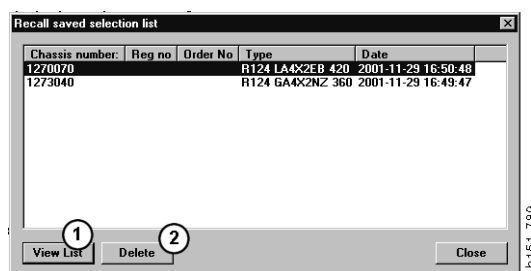 Recall saved selection list
Chassis number: Reg no Order No Type Date
1270070 R124 LA4X2EB 420 2001-11-29 16:50:48
1273040 R124 GA4X2NZ 360 2001-11-29 16:49:47
1 2
View List Delete Close
b151 789